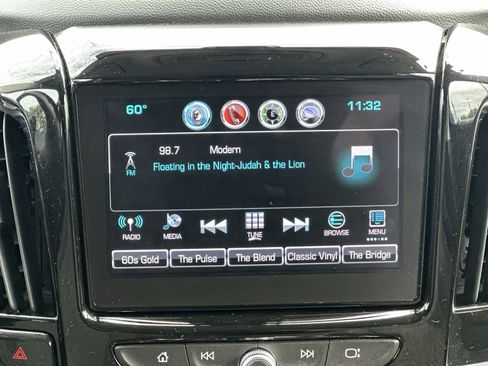 60° 11:32
98.7 Modern
FM Floating in the Night-Judah & the Lion
RADIO MEDIA TUNE BROWSE MENU
60s Gold The Pulse The Blend Classic Vinyl The Bridge